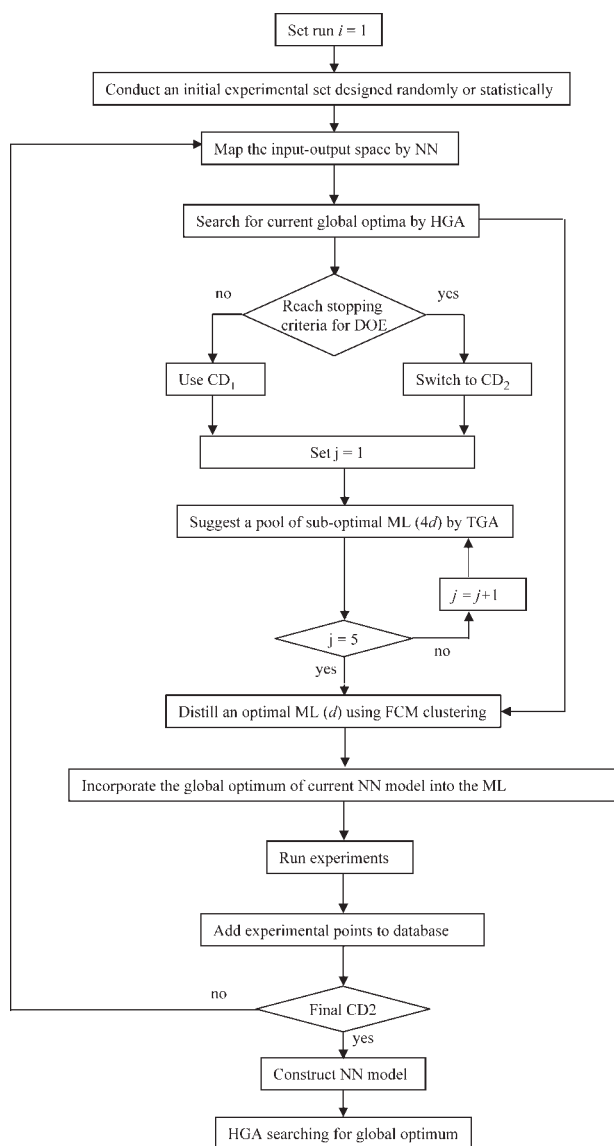 Set run i = 1
Conduct an initial experimental set designed randomly or statistically
Map the input-output space by NN
Search for current global optima by HGA
no
yes
Reach stopping
criteria for DOE
Use CD₁
Switch to CD₂
Set j = 1
Suggest a pool of sub-optimal ML (4d) by TGA
j = j+1
j = 5
no
yes
Distill an optimal ML (d) using FCM clustering
Incorporate the global optimum of current NN model into the ML
Run experiments
Add experimental points to database
no
Final CD2
yes
Construct NN model
HGA searching for global optimum